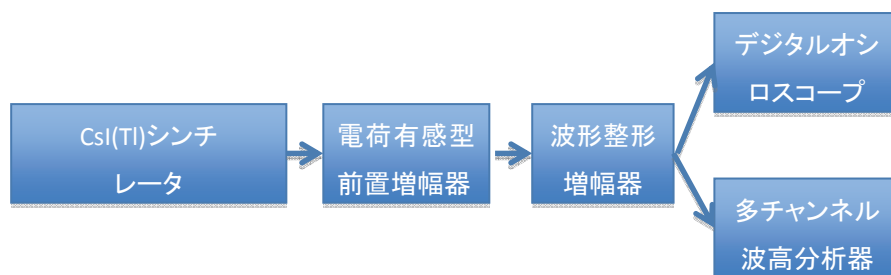 CsI(Tl)シンチ
レータ
電荷有感型
前置増幅器
波形整形
増幅器
デジタルオシ
ロスコープ
多チャンネル
波高分析器